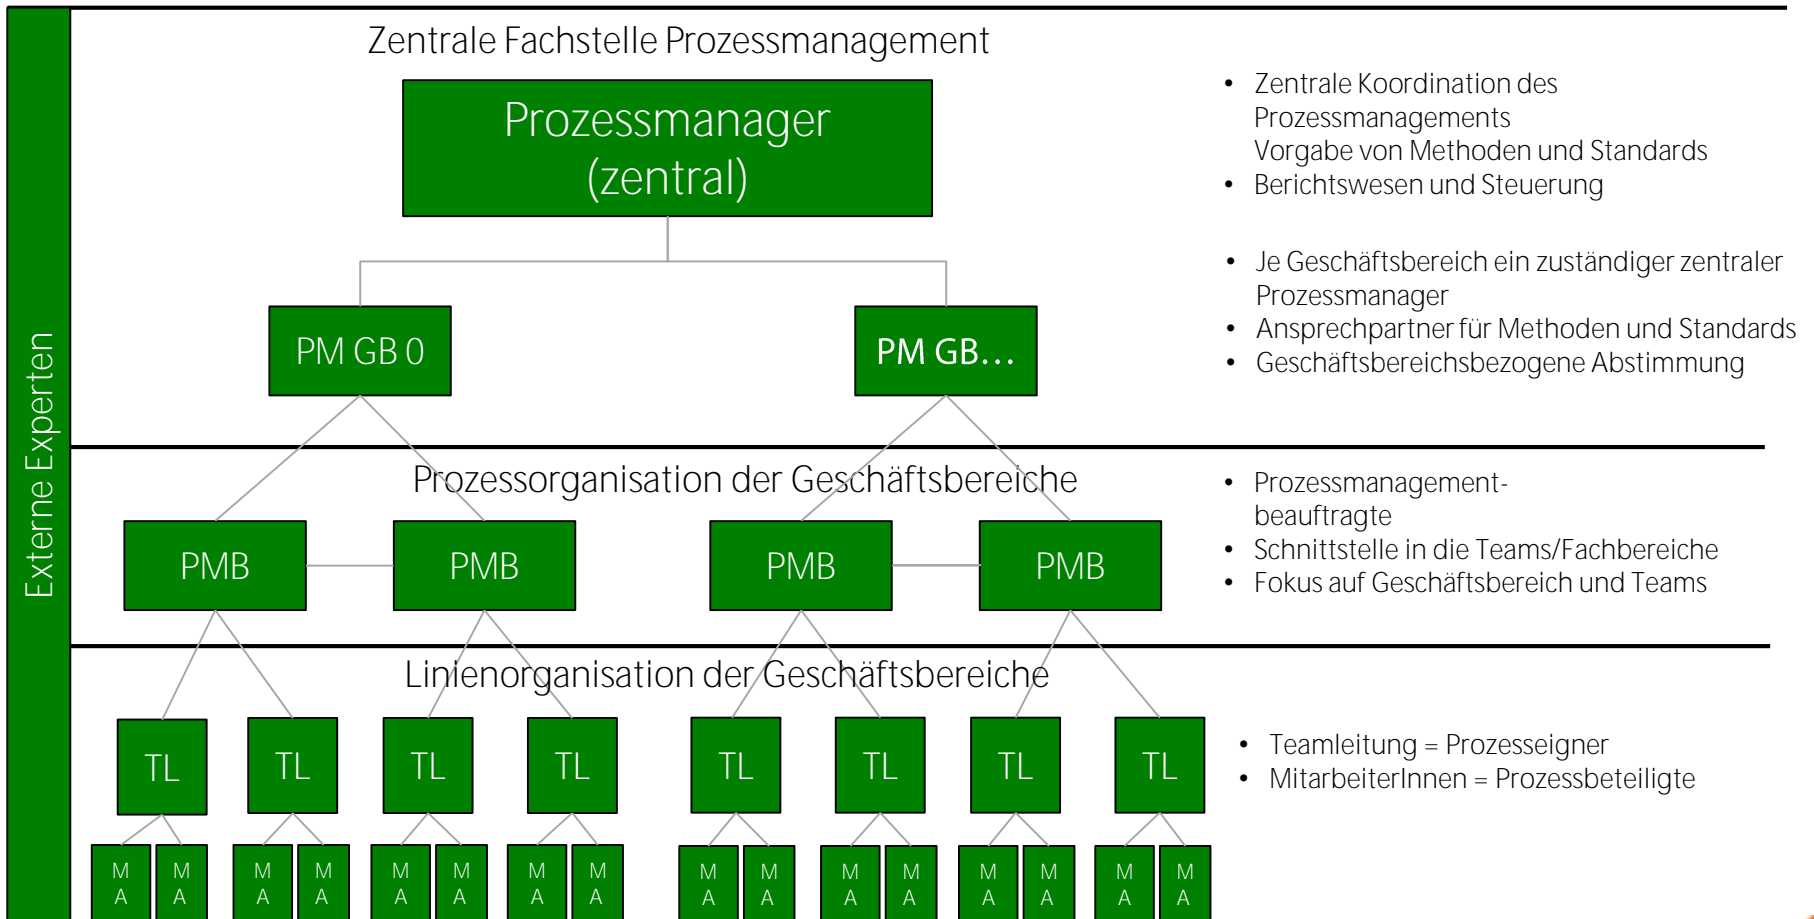 Externe Experten
Zentrale Fachstelle Prozessmanagement
Prozessmanager
(zentral)
• Zentrale Koordination des
Prozessmanagements
Vorgabe von Methoden und Standards
• Berichtswesen und Steuerung
PM GB 0
PM GB...
• Je Geschäftsbereich ein zuständiger zentraler
Prozessmanager
• Ansprechpartner für Methoden und Standards
• Geschäftsbereichsbezogene Abstimmung
Prozessorganisation der Geschäftsbereiche
PMB
PMB
PMB
PMB
• Prozessmanagement-
beauftragte
• Schnittstelle in die Teams/Fachbereiche
• Fokus auf Geschäftsbereich und Teams
Linienorganisation der Geschäftsbereiche
TL
TL
TL
TL
TL
TL
TL
TL
• Teamleitung = Prozesseigner
• MitarbeiterInnen = Prozessbeteiligte
M
A
M
A
M
A
M
A
M
A
M
A
M
A
M
A
M
A
M
A
M
A
M
A
M
A
M
A
M
A
M
A